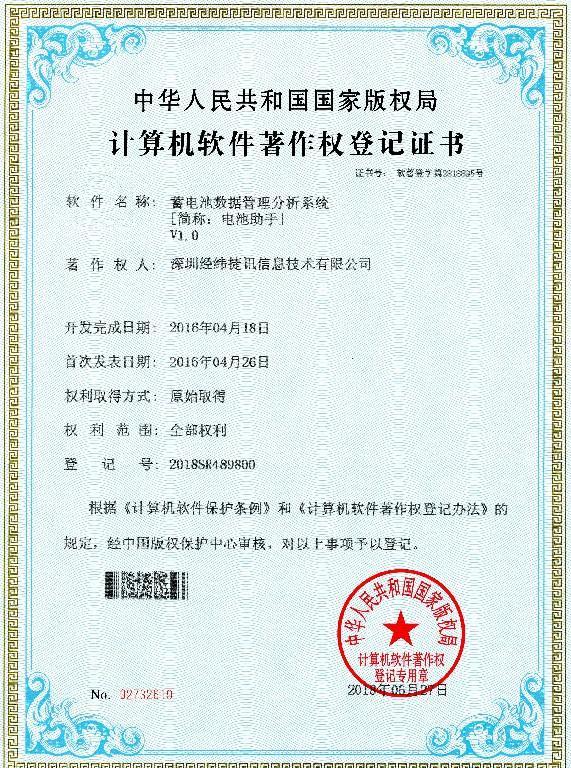 中华人民共和国国家版权局
计算机软件著作权登记证书
证书号： 软著登字第2818895号
软件名称： 蓄电池数据管理分析系统
[简称：电池助手]
V1.0
著作权人： 深圳经纬捷讯信息技术有限公司
开发完成日期： 2016年04月18日
首次发表日期： 2016年04月26日
权利取得方式： 原始取得
权利范围： 全部权利
登记号： 2018SR489800
根据《计算机软件保护条例》和《计算机软件著作权登记办法》的
规定，经中国版权保护中心审核，对以上事项予以登记。
中华人民共和国国家版权局
计算机软件著作权
登记专用章
No.
2018年06月27日